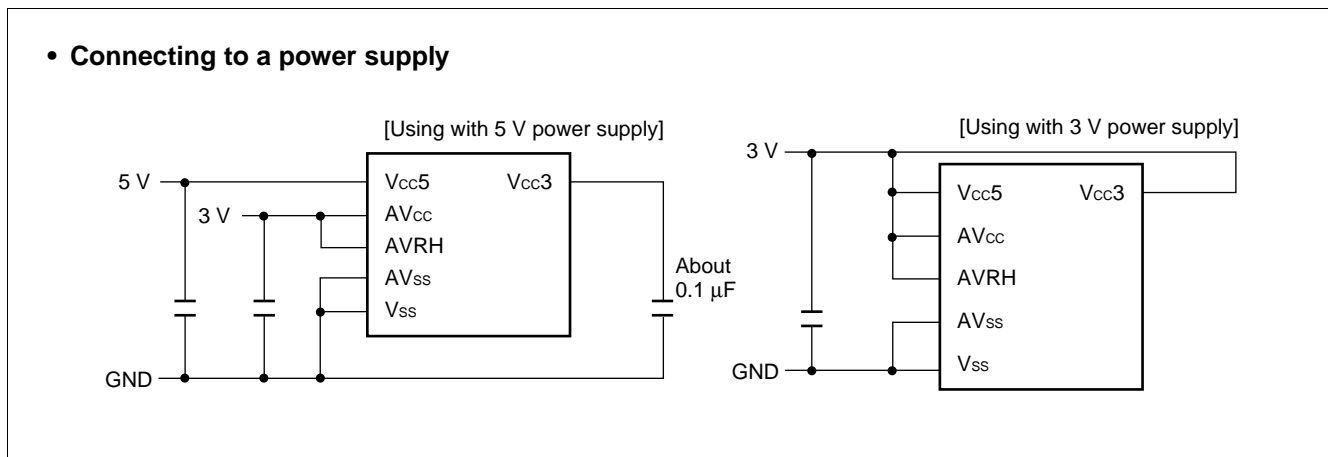 • Connecting to a power supply
[Using with 5 V power supply]
5 V
3 V
VCC5
VCC3
AVCC
AVRH
AVSS
VSS
About
0.1 μF
GND
[Using with 3 V power supply]
3 V
VCC5
VCC3
AVCC
AVRH
AVSS
VSS
GND